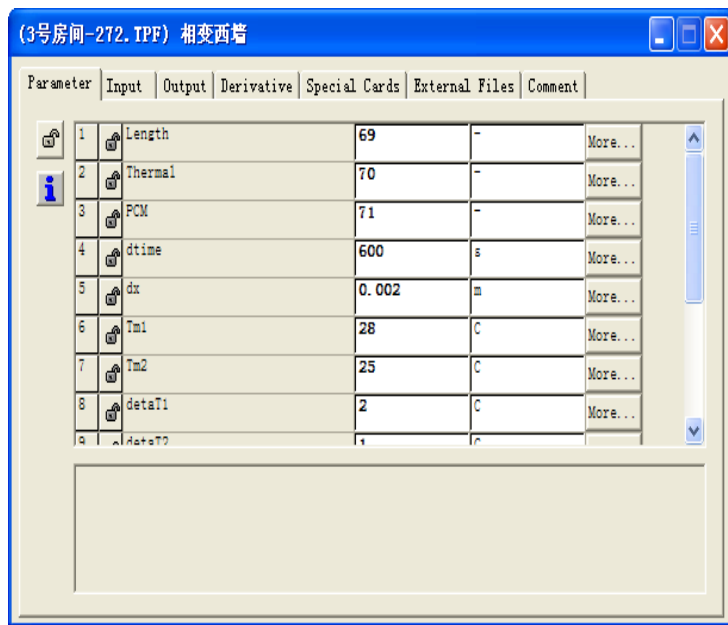 (3号房间-272.TPF) 相变西墙
Parameter Input Output Derivative Special Cards External Files Comment
1 Length 69 - More...
2 Thermal 70 - More...
3 PCM 71 - More...
4 dtime 600 s More...
5 dx 0.002 m More...
6 Tm1 28 C More...
7 Tm2 25 C More...
8 detaT1 2 C More...
9 detaT2 1 C